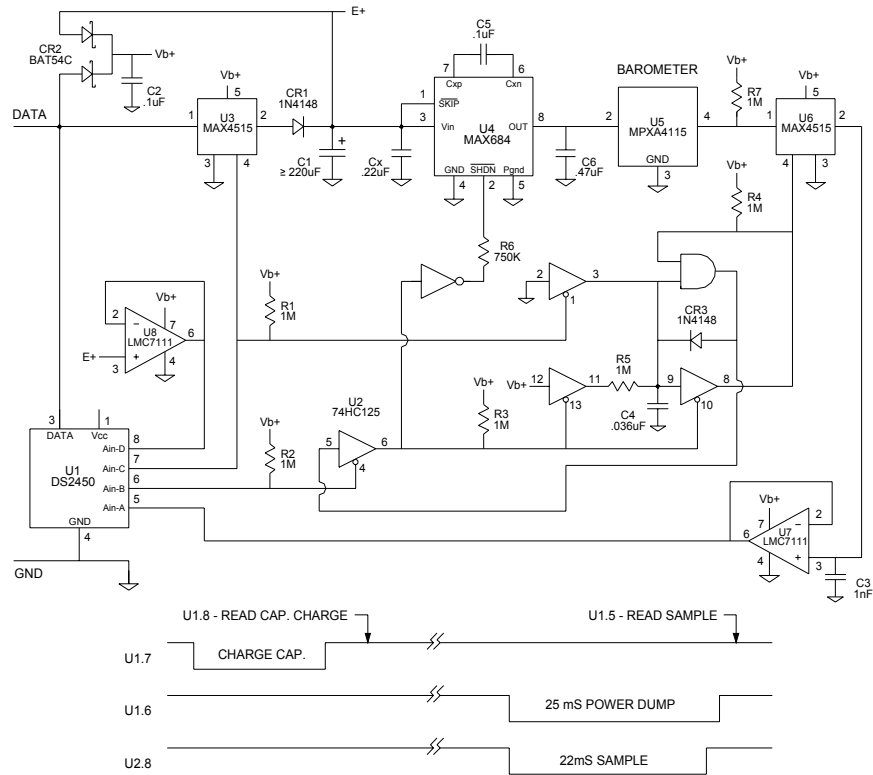 E+
CR2
BAT54C
Vb+
C2
.1uF
DATA
Vb+
5
1
U3
MAX4515
2
3
4
CR1
1N4148
+
C1
≥ 220uF
Cx
.22uF
C5
.1uF
7
6
Cxp
Cxn
1
SKIP
3
Vin
U4
MAX684
OUT
8
GND
SHDN
Pgnd
4
2
5
C6
.47uF
BAROMETER
2
U5
MPXA4115
4
GND
3
Vb+
R7
1M
Vb+
5
1
U6
MAX4515
2
4
3
Vb+
R4
1M
R6
750K
Vb+
R1
1M
2
3
1
CR3
1N4148
Vb+
2
−
7
U8
LMC7111
6
E+
+
3
4
U2
74HC125
Vb+
R3
1M
Vb+
12
11
13
R5
1M
9
8
10
C4
.036uF
3
1
DATA
Vcc
U1
DS2450
Ain-D
8
Ain-C
7
Ain-B
6
Ain-A
5
GND
4
Vb+
R2
1M
5
6
4
Vb+
7
−
2
U7
LMC7111
6
+
3
4
C3
1nF
GND
U1.8 - READ CAP. CHARGE
U1.5 - READ SAMPLE
U1.7
CHARGE CAP.
U1.6
25 mS POWER DUMP
U2.8
22mS SAMPLE